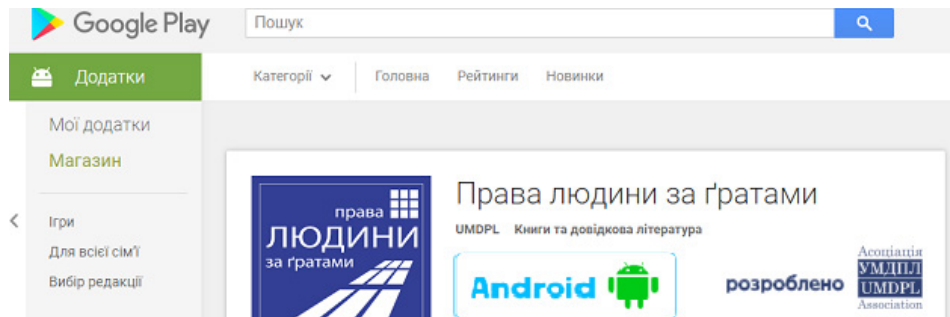 Google Play
Пошук
Додатки
Категорії
Головна
Рейтинги
Новинки
Мої додатки
Магазин
Ігри
Для всієї сім'ї
Вибір редакції
права
ЛЮДИНИ
за ґратами
Права людини за ґратами
UMDPL Книги та довідкова література
Android
розроблено
Асоціація
УМДПЛ
UMDPL
Association